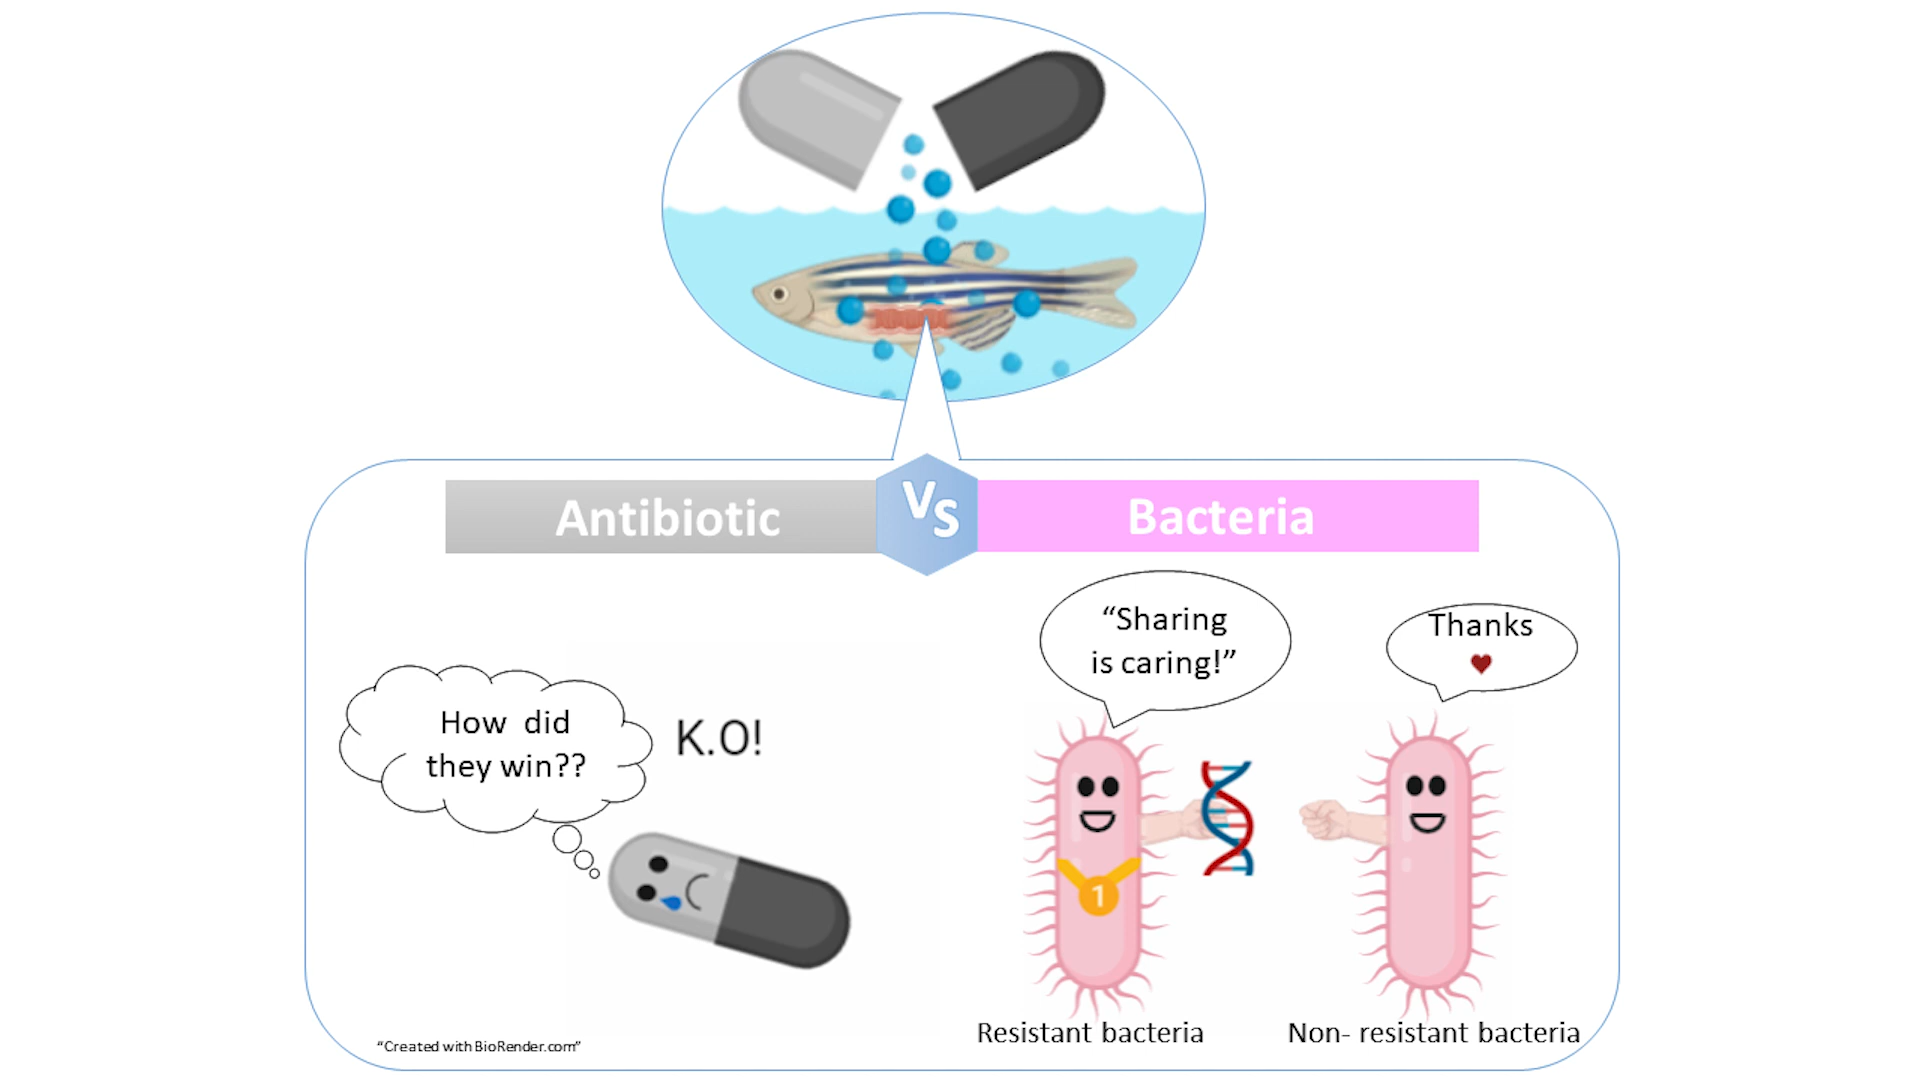 Antibiotic
VS
Bacteria
“Sharing
is caring!”
Thanks
How did
they win??
K.O!
1
Resistant bacteria
Non- resistant bacteria
“Created with BioRender.com”